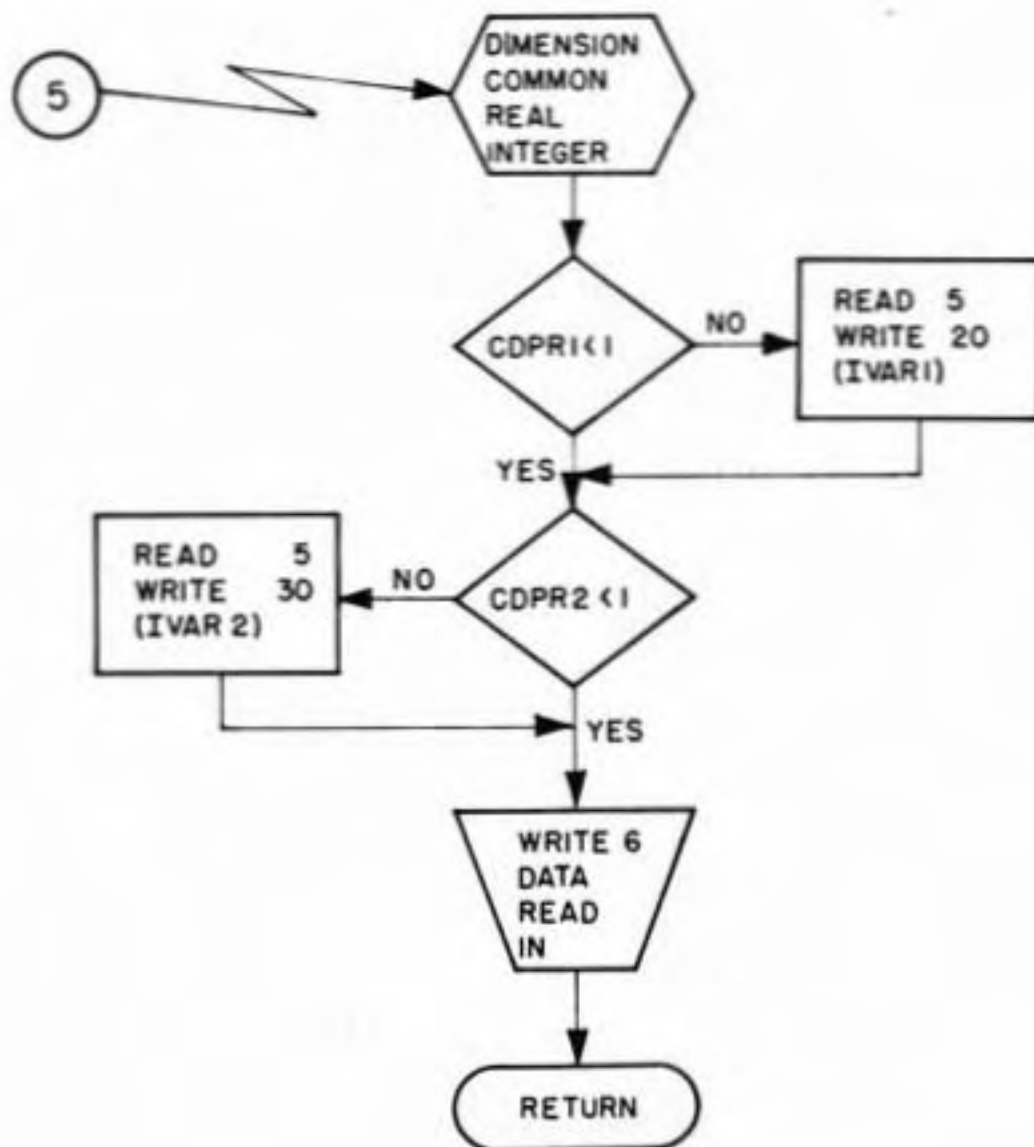 5
DIMENSION
COMMON
REAL
INTEGER
CDPR1<1
NO
READ 5
WRITE 20
(IVAR1)
YES
READ 5
WRITE 30
(IVAR 2)
NO
CDPR2<1
YES
WRITE 6
DATA
READ
IN
RETURN